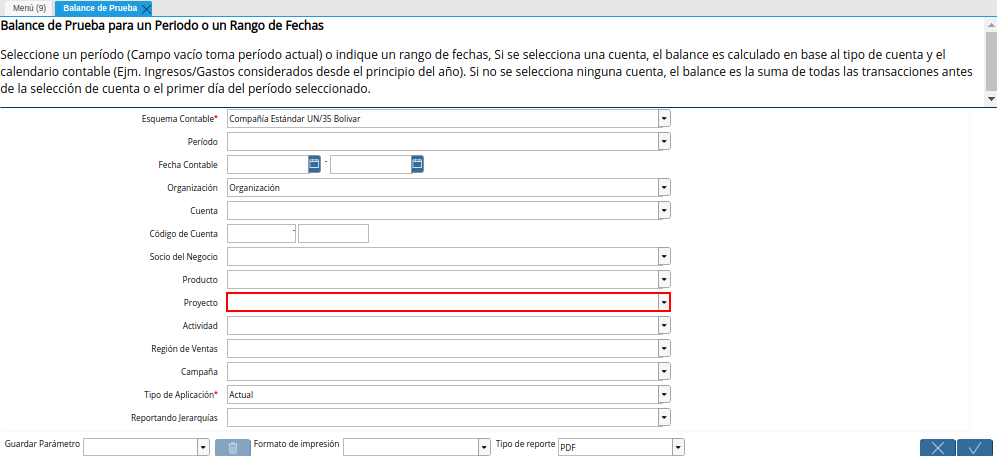 Menú (9) Balance de Prueba
Balance de Prueba para un Periodo o un Rango de Fechas
Seleccione un período (Campo vacío toma período actual) o indique un rango de fechas, Si se selecciona una cuenta, el balance es calculado en base al tipo de cuenta y el
calendario contable (Ejm. Ingresos/Gastos considerados desde el principio del año). Si no se selecciona ninguna cuenta, el balance es la suma de todas las transacciones antes
de la selección de cuenta o el primer día del período seleccionado.
Esquema Contable* Compañía Estándar UN/35 Bolivar
Período
Fecha Contable -
Organización Organización
Cuenta
Código de Cuenta -
Socio del Negocio
Producto
Proyecto
Actividad
Región de Ventas
Campaña
Tipo de Aplicación* Actual
Reportando Jerarquías
Guardar Parámetro Formato de impresión Tipo de reporte PDF